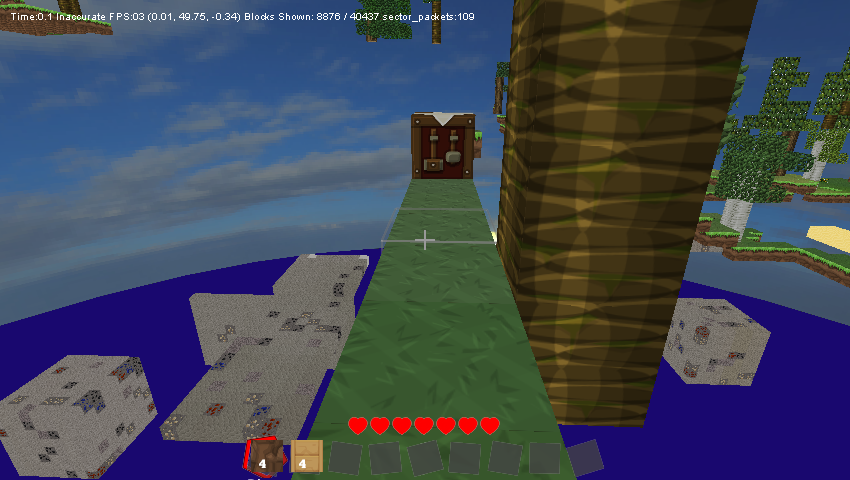 Time:0.1 Inaccurate FPS:03 (0.01, 49.75, -0.34) Blocks Shown: 8876 / 40437 sector_packets:109
4 4